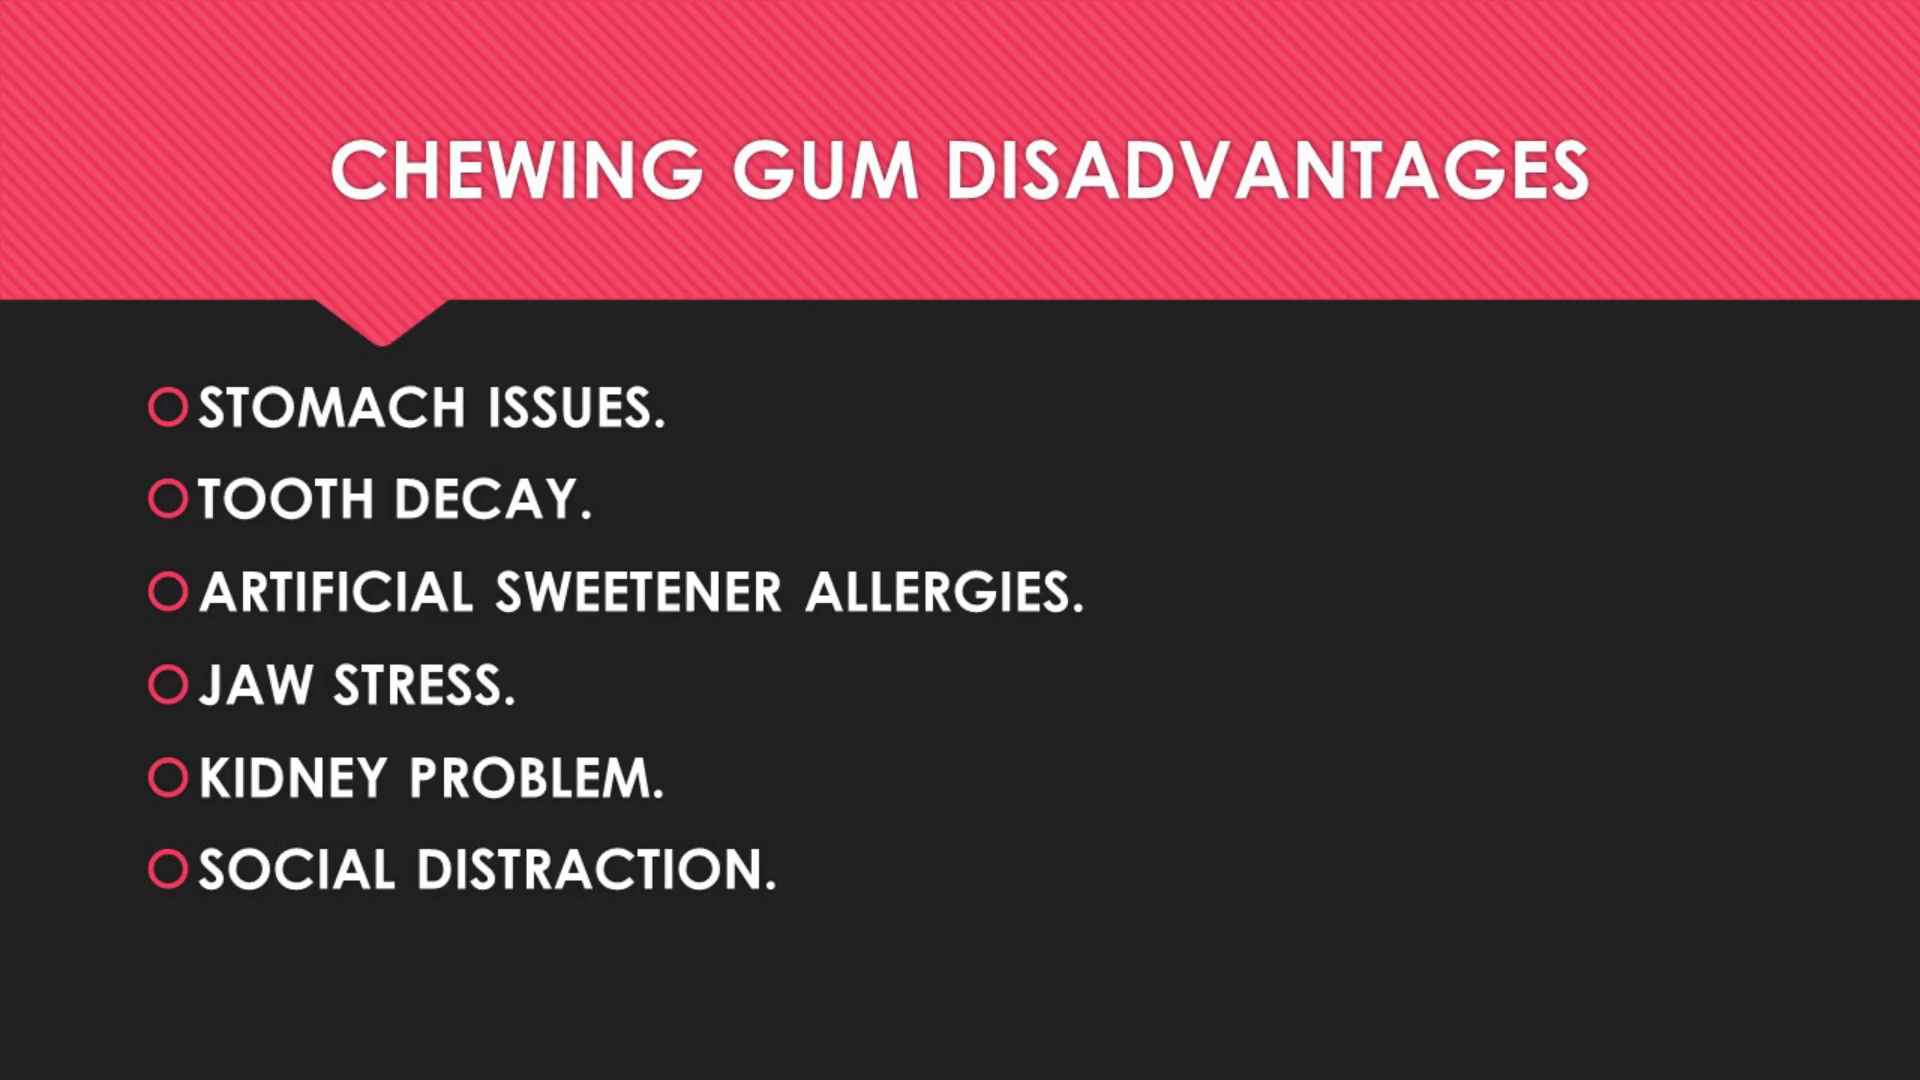 CHEWING GUM DISADVANTAGES
STOMACH ISSUES.
TOOTH DECAY.
ARTIFICIAL SWEETENER ALLERGIES.
JAW STRESS.
KIDNEY PROBLEM.
SOCIAL DISTRACTION.